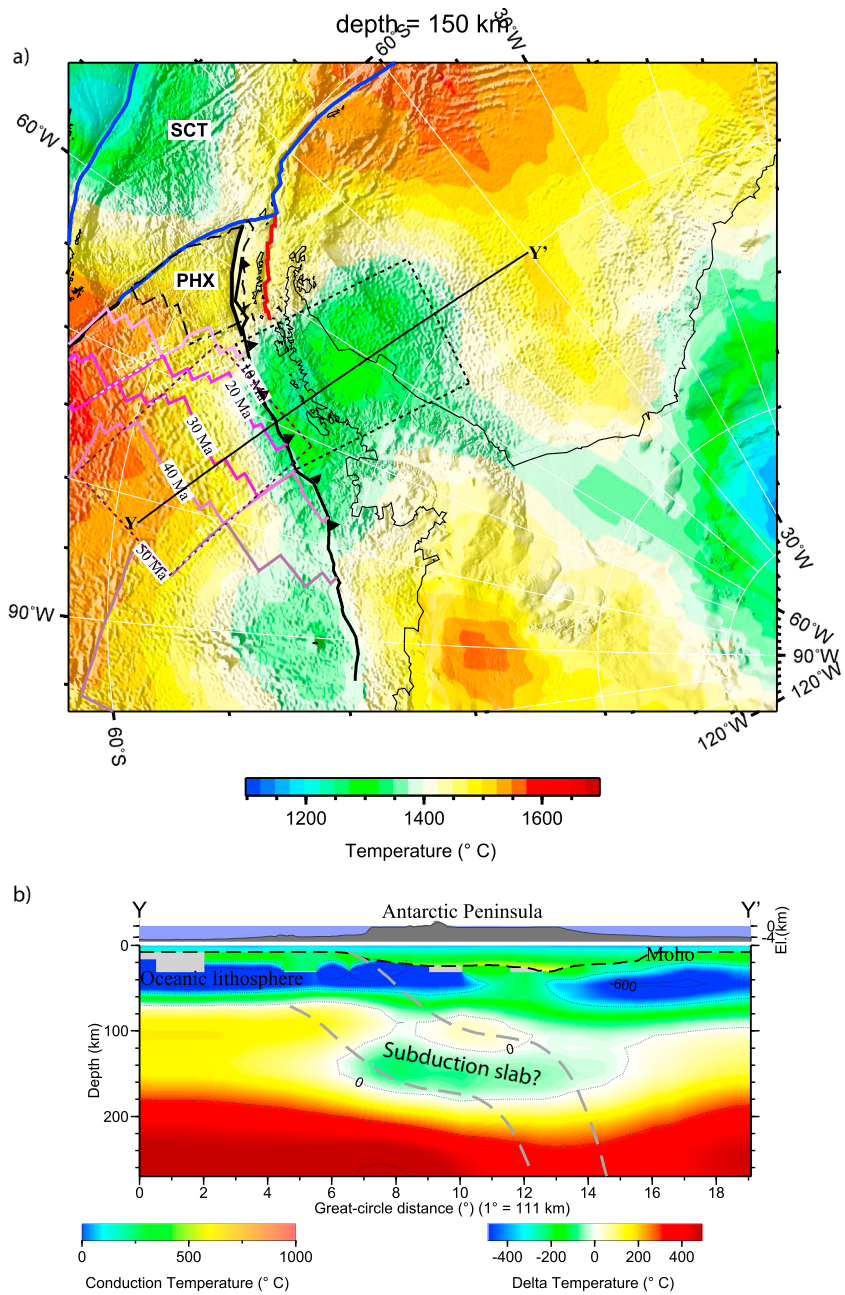 depth = 150 km
a)
60°S
30°W
60°W
SCT
PHX
Y'
10 Ma
20 Ma
30 Ma
40 Ma
50 Ma
Y
90°W
30°W
60°W
90°W
120°W
120°W
60°S
1200 1400 1600
Temperature (° C)
b)
Y Antarctic Peninsula Y’
0
-4
El.(km)
0
Moho
Oceanic lithosphere
-600
100
Depth (km)
0
Subduction slab?
0
200
0 2 4 6 8 10 12 14 16 18
Great-circle distance (°) (1° = 111 km)
0 500 1000
Conduction Temperature (° C)
-400 -200 0 200 400
Delta Temperature (° C)